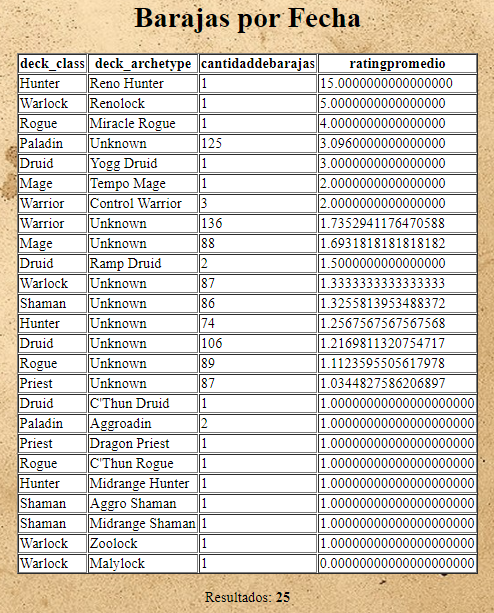 Barajas por Fecha
deck_class deck_archetype cantidaddebarajas ratingpromedio
Hunter Reno Hunter 1 15.0000000000000000
Warlock Renolock 1 5.0000000000000000
Rogue Miracle Rogue 1 4.0000000000000000
Paladin Unknown 125 3.0960000000000000
Druid Yogg Druid 1 3.0000000000000000
Mage Tempo Mage 1 2.0000000000000000
Warrior Control Warrior 3 2.0000000000000000
Warrior Unknown 136 1.7352941176470588
Mage Unknown 88 1.6931818181818182
Druid Ramp Druid 2 1.5000000000000000
Warlock Unknown 87 1.3333333333333333
Shaman Unknown 86 1.3255813953488372
Hunter Unknown 74 1.2567567567567568
Druid Unknown 106 1.2169811320754717
Rogue Unknown 89 1.1123595505617978
Priest Unknown 87 1.0344827586206897
Druid C'Thun Druid 1 1.00000000000000000000
Paladin Aggroadin 2 1.00000000000000000000
Priest Dragon Priest 1 1.00000000000000000000
Rogue C'Thun Rogue 1 1.00000000000000000000
Hunter Midrange Hunter 1 1.00000000000000000000
Shaman Aggro Shaman 1 1.00000000000000000000
Shaman Midrange Shaman 1 1.00000000000000000000
Warlock Zoolock 1 1.00000000000000000000
Warlock Malylock 1 0.00000000000000000000
Resultados: 25